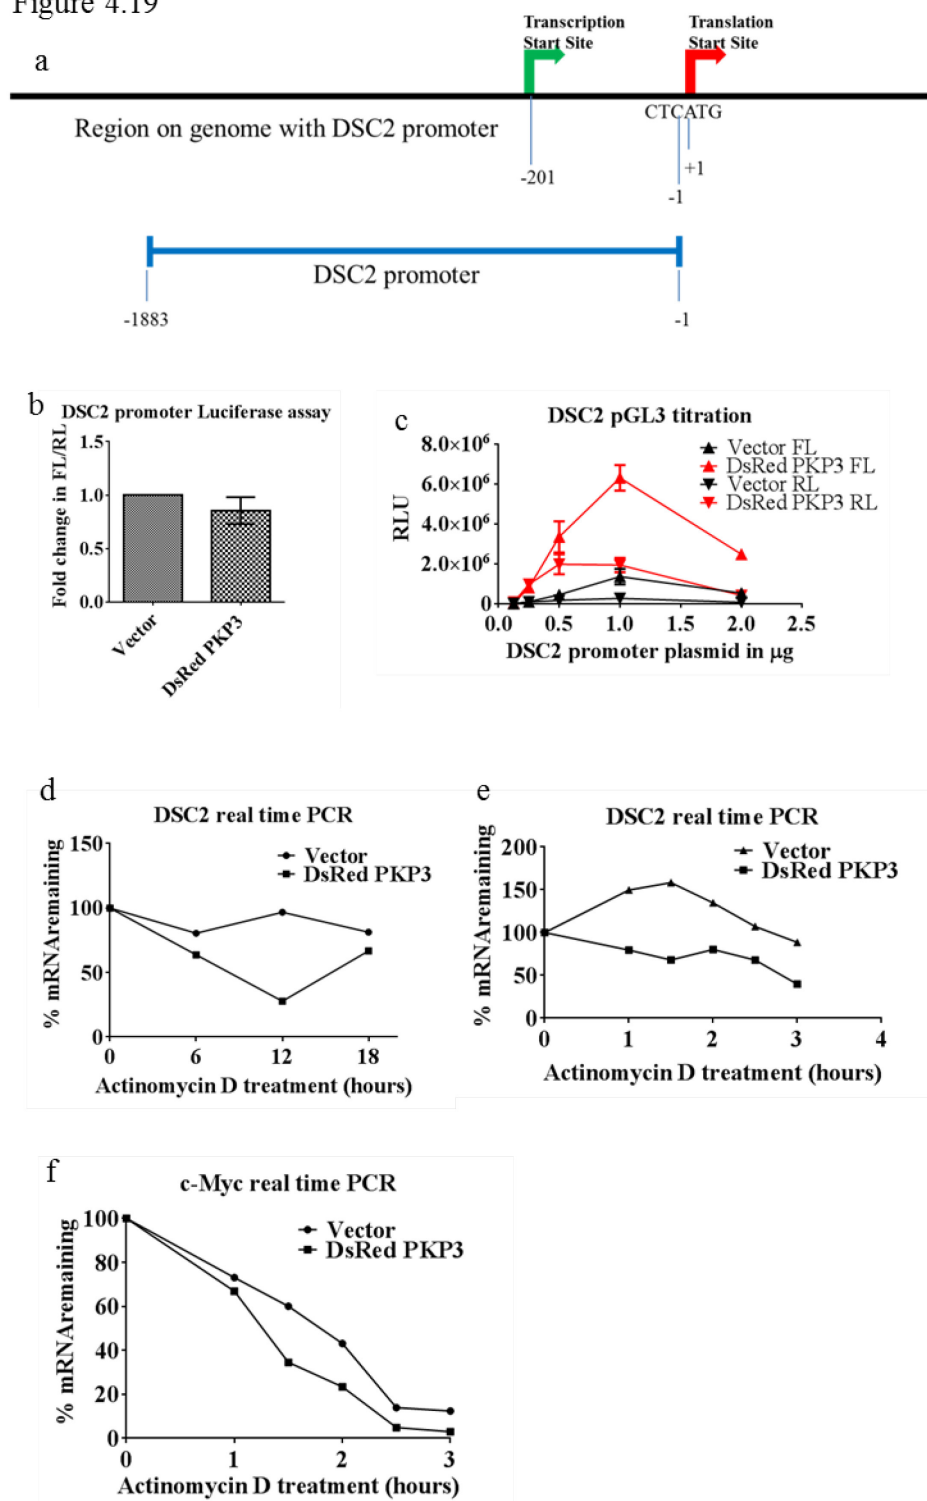 Figure 4.19
a
Transcription
Start Site
Translation
Start Site
CTCATG
Region on genome with DSC2 promoter
-201
+1
-1
DSC2 promoter
-1883
-1
b
DSC2 promoter Luciferase assay
Fold change in FL/RL
1.5
1.0
0.5
0.0
Vector
DsRed PKP3
c
DSC2 pGL3 titration
RLU
8.0×10⁶
6.0×10⁶
4.0×10⁶
2.0×10⁶
0
Vector FL
DsRed PKP3 FL
Vector RL
DsRed PKP3 RL
0.0 0.5 1.0 1.5 2.0 2.5
DSC2 promoter plasmid in µg
d
DSC2 real time PCR
% mRNAremaining
150
100
50
0
Vector
DsRed PKP3
0 6 12 18
Actinomycin D treatment (hours)
e
DSC2 real time PCR
% mRNAremaining
200
150
100
50
0
Vector
DsRed PKP3
0 1 2 3 4
Actinomycin D treatment (hours)
f
c-Myc real time PCR
% mRNAremaining
100
80
60
40
20
0
Vector
DsRed PKP3
0 1 2 3
Actinomycin D treatment (hours)